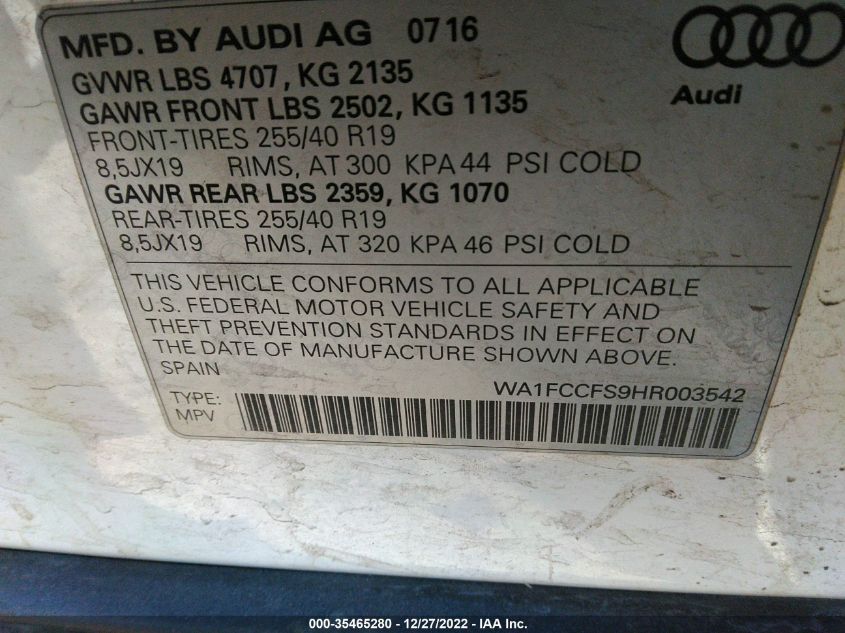 MFD. BY AUDI AG 0716
GVWR LBS 4707, KG 2135
GAWR FRONT LBS 2502, KG 1135
FRONT-TIRES 255/40 R19
8,5JX19 RIMS, AT 300 KPA 44 PSI COLD
GAWR REAR LBS 2359, KG 1070
REAR-TIRES 255/40 R19
8,5JX19 RIMS, AT 320 KPA 46 PSI COLD
Audi
THIS VEHICLE CONFORMS TO ALL APPLICABLE
U.S. FEDERAL MOTOR VEHICLE SAFETY AND
THEFT PREVENTION STANDARDS IN EFFECT ON
THE DATE OF MANUFACTURE SHOWN ABOVE.
SPAIN
WA1FCCFS9HR003542
TYPE:
MPV
000-35465280 - 12/27/2022 - IAA Inc.